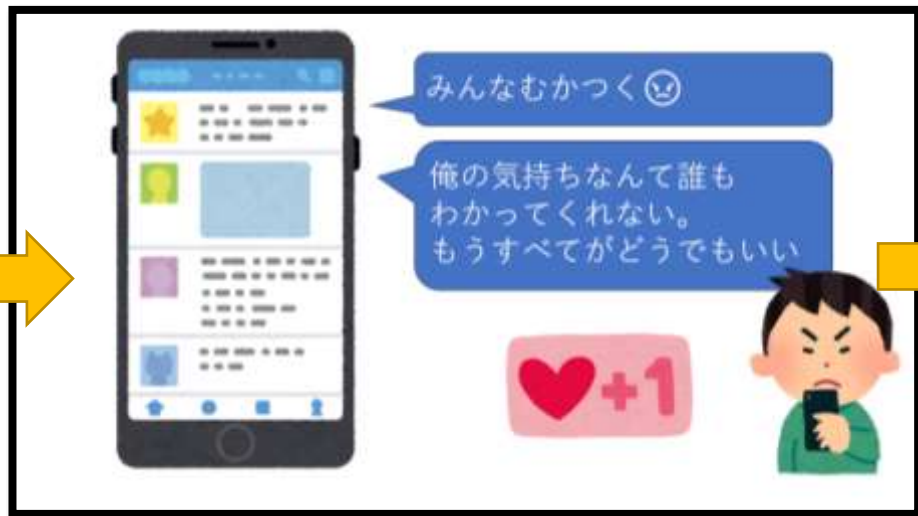 みんなむかつく
俺の気持ちなんて誰も
わかってくれない。
もうすべてがどうでもいい
+1